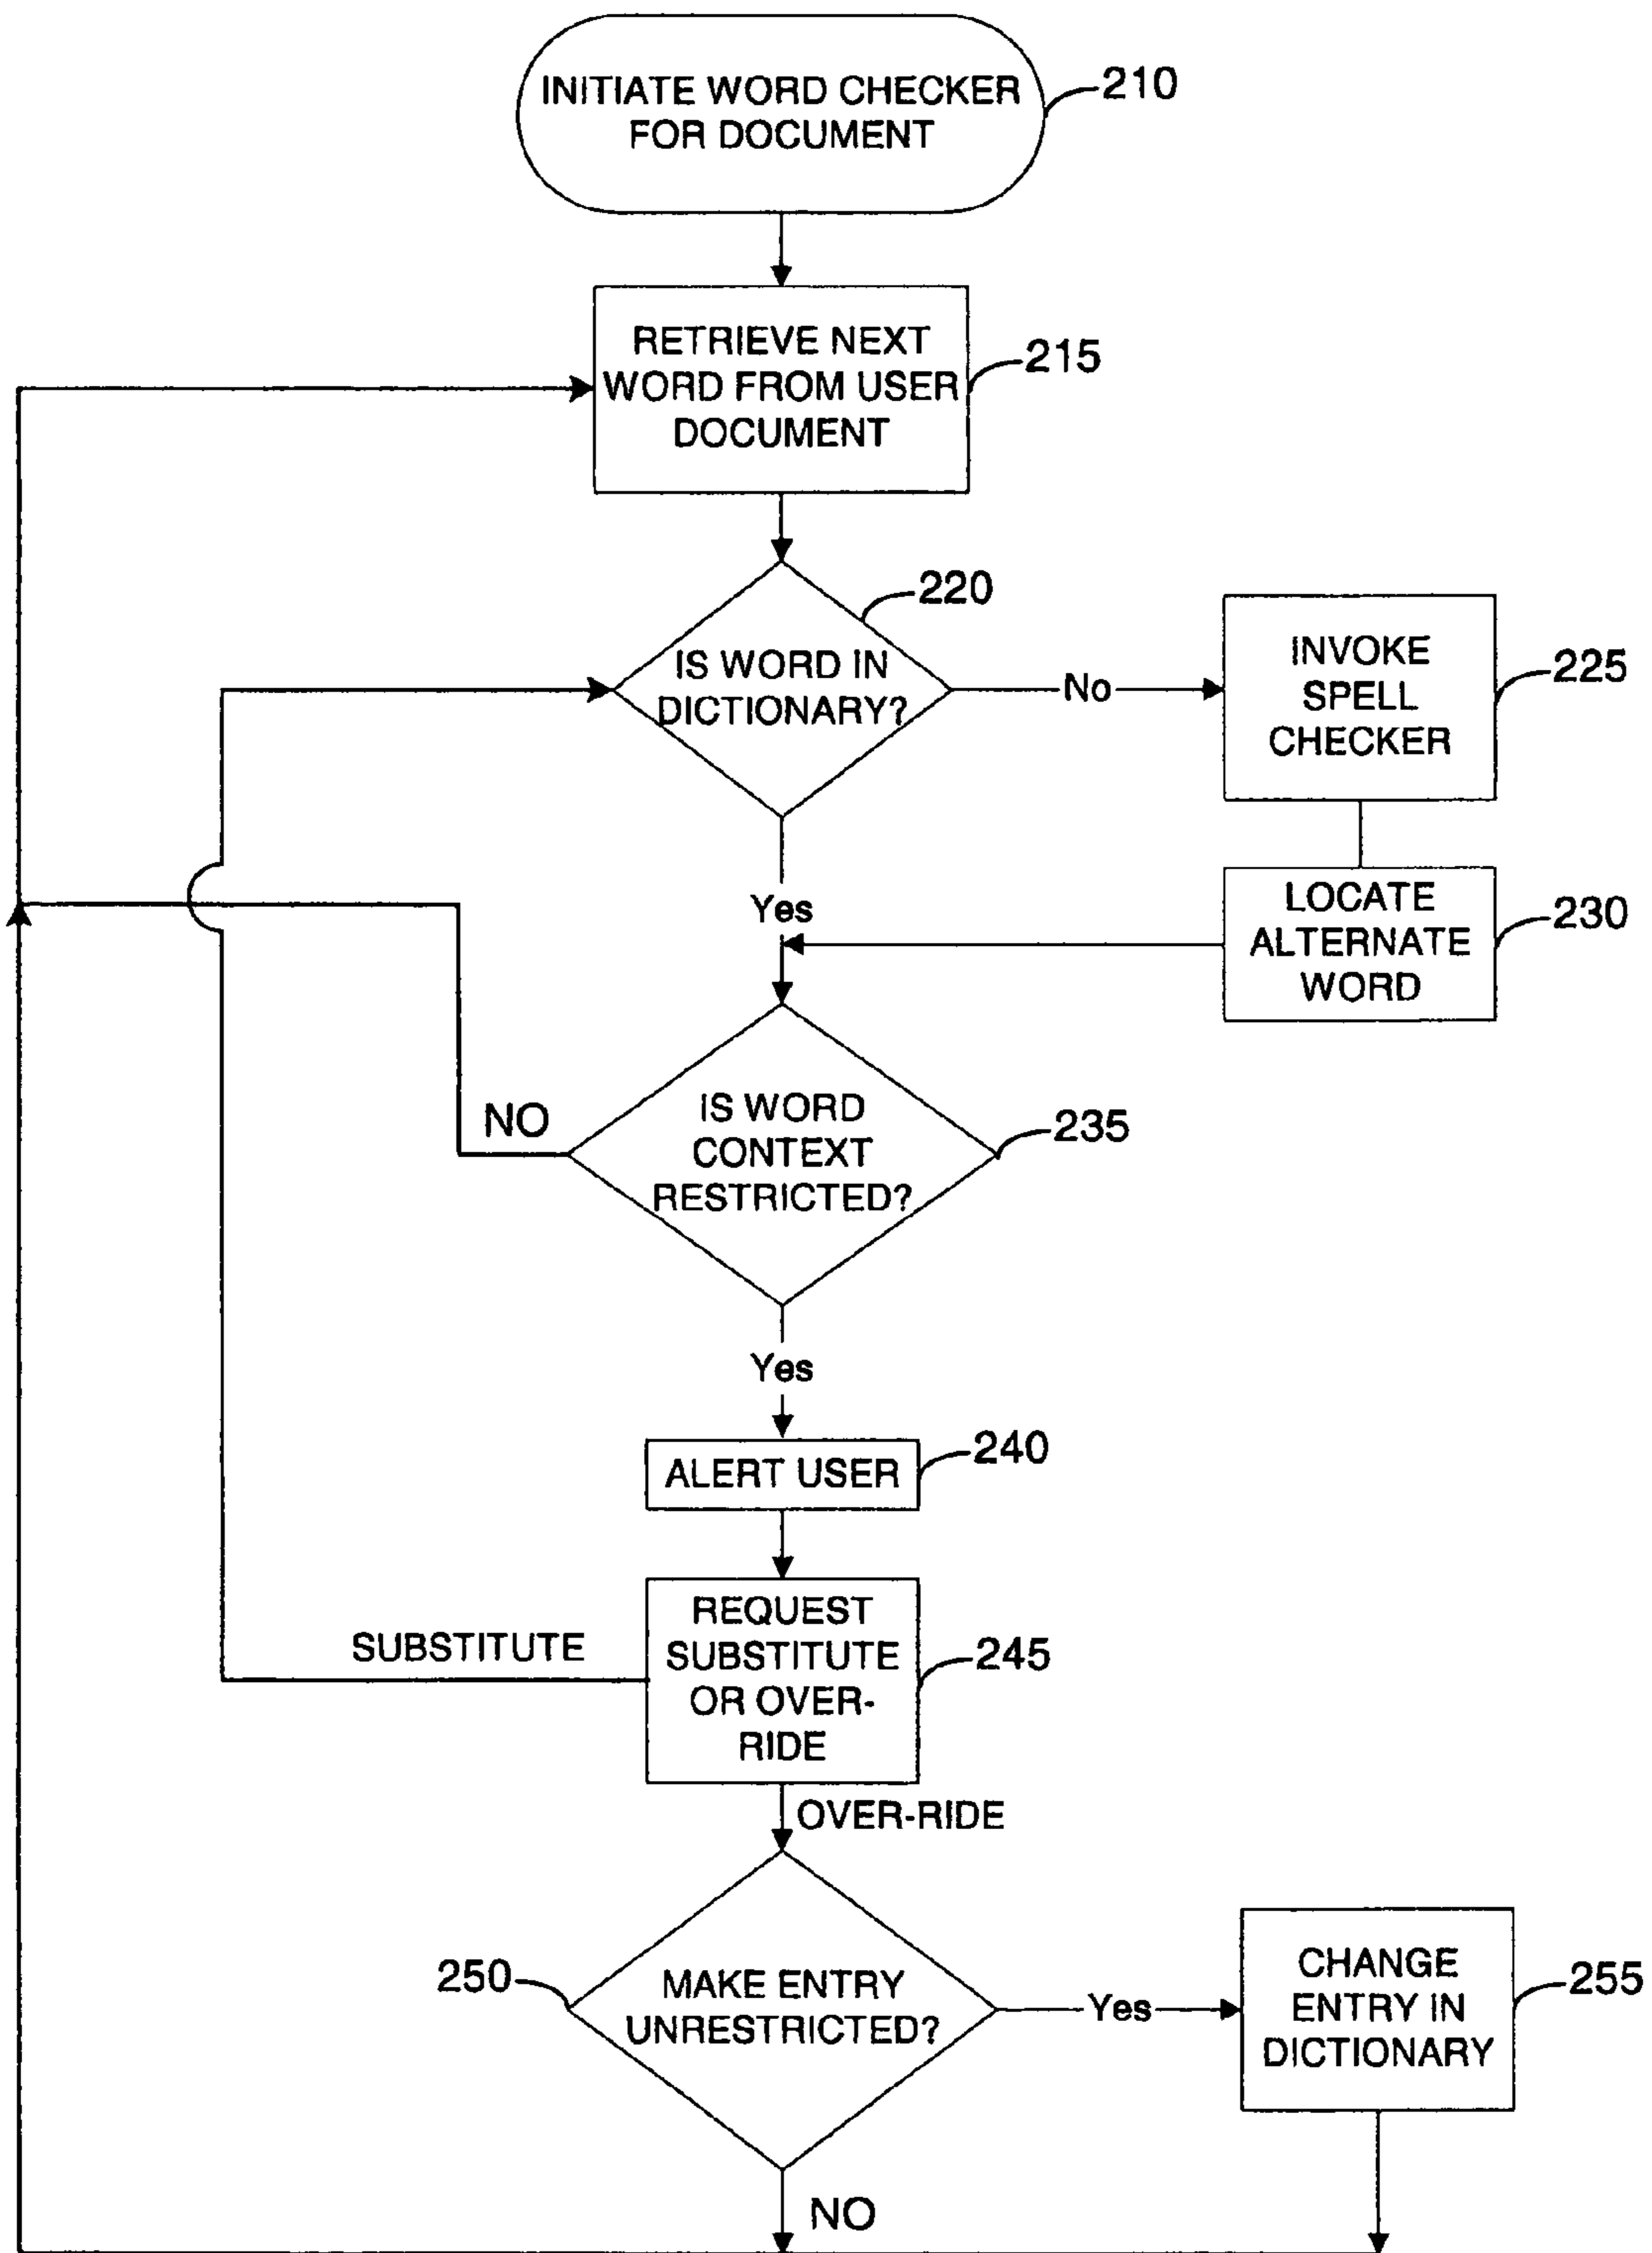 INITIATE WORD CHECKER
FOR DOCUMENT
210
RETRIEVE NEXT
WORD FROM USER
DOCUMENT
215
220
IS WORD IN
DICTIONARY?
No
INVOKE
SPELL
CHECKER
225
Yes
LOCATE
ALTERNATE
WORD
230
IS WORD
CONTEXT
RESTRICTED?
235
NO
Yes
ALERT USER
240
REQUEST
SUBSTITUTE
OR OVER-
RIDE
245
SUBSTITUTE
OVER-RIDE
250
MAKE ENTRY
UNRESTRICTED?
Yes
CHANGE
ENTRY IN
DICTIONARY
255
NO